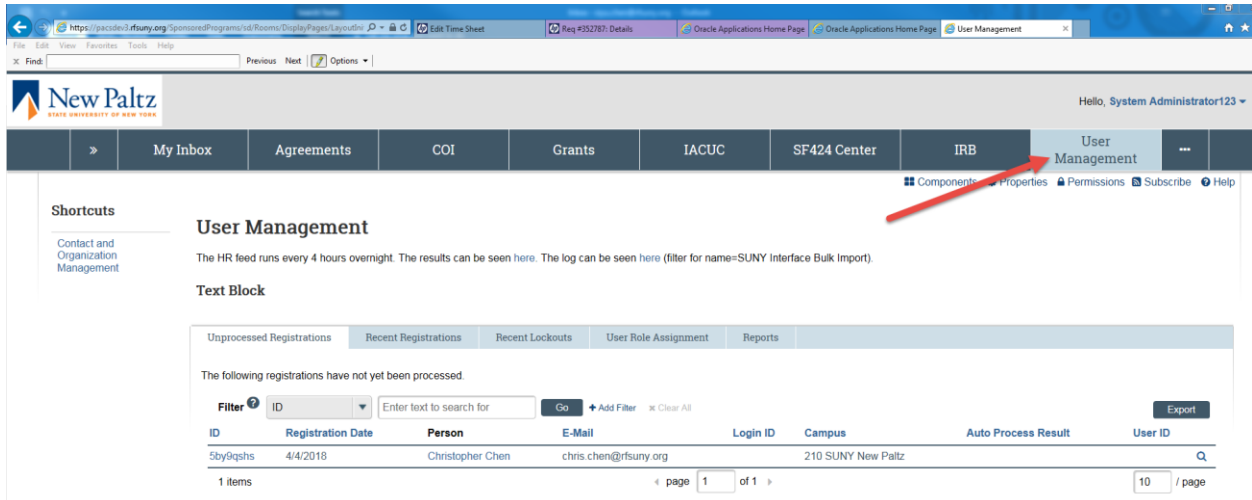 https://pacsdev3.rfsuny.org/SponsoredPrograms/sd/Rooms/DisplayPages/LayoutIni Edit Time Sheet Req #352787: Details Oracle Applications Home Page Oracle Applications Home Page User Management
File Edit View Favorites Tools Help
x Find: Previous Next Options
New Paltz
STATE UNIVERSITY OF NEW YORK
Hello, System Administrator123
» My Inbox Agreements COI Grants IACUC SF424 Center IRB User Management ...
Components Properties Permissions Subscribe Help
Shortcuts
Contact and
Organization
Management
User Management
The HR feed runs every 4 hours overnight. The results can be seen here. The log can be seen here (filter for name=SUNY Interface Bulk Import).
Text Block
Unprocessed Registrations Recent Registrations Recent Lockouts User Role Assignment Reports
The following registrations have not yet been processed.
Filter ? ID Enter text to search for Go + Add Filter x Clear All Export
ID Registration Date Person E-Mail Login ID Campus Auto Process Result User ID
5by9qshs 4/4/2018 Christopher Chen chris.chen@rfsuny.org 210 SUNY New Paltz
1 items page 1 of 1 10 / page